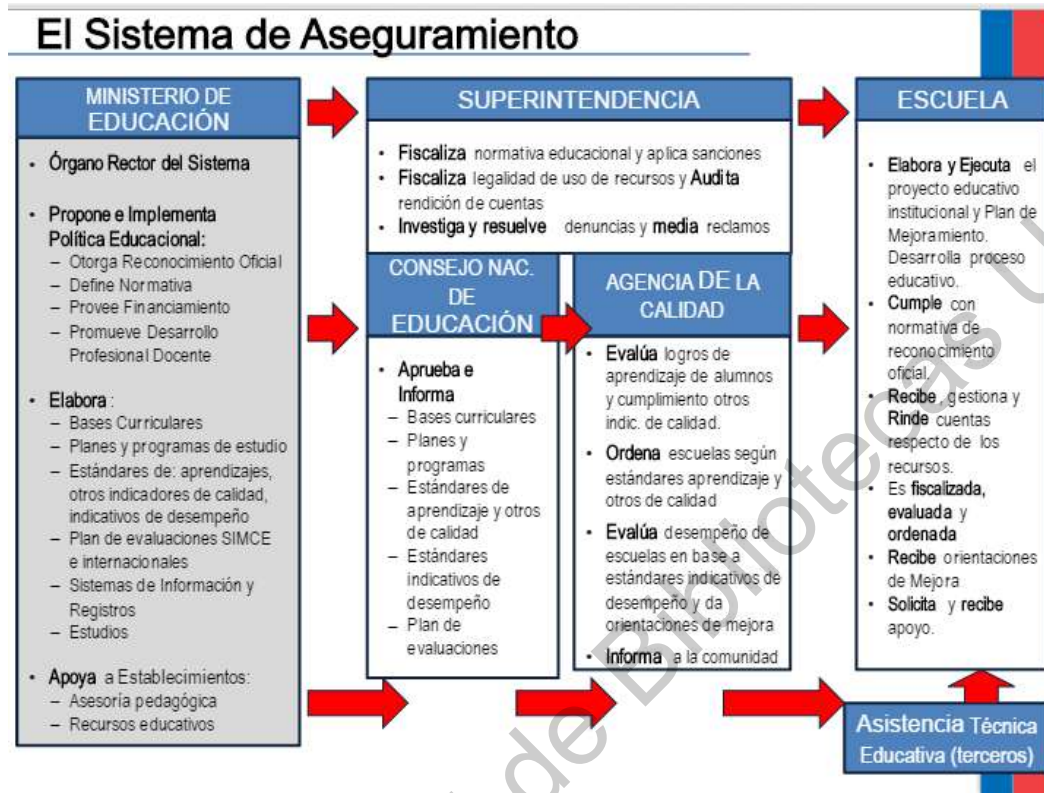 El Sistema de Aseguramiento
MINISTERIO DE
EDUCACIÓN
• Órgano Rector del Sistema
• Propone e Implementa
Política Educacional:
– Otorga Reconocimiento Oficial
– Define Normativa
– Provee Financiamiento
– Promueve Desarrollo
Profesional Docente
• Elabora :
– Bases Curriculares
– Planes y programas de estudio
– Estándares de: aprendizajes,
otros indicadores de calidad,
indicativos de desempeño
– Plan de evaluaciones SIMCE
e internacionales
– Sistemas de Información y
Registros
– Estudios
• Apoya a Establecimientos:
– Asesoría pedagógica
– Recursos educativos
SUPERINTENDENCIA
• Fiscaliza normativa educacional y aplica sanciones
• Fiscaliza legalidad de uso de recursos y Audita
rendición de cuentas
• Investiga y resuelve denuncias y media reclamos
CONSEJO NAC.
DE
EDUCACIÓN
• Aprueba e
Informa
– Bases curriculares
– Planes y
programas
– Estándares de
aprendizaje y otros
de calidad
– Estándares
indicativos de
desempeño
– Plan de
evaluaciones
AGENCIA DE LA
CALIDAD
• Evalúa logros de
aprendizaje de alumnos
y cumplimiento otros
indic. de calidad.
• Ordena escuelas según
estándares aprendizaje y
otros de calidad
• Evalúa desempeño de
escuelas en base a
estándares indicativos de
desempeño y da
orientaciones de mejora
• Informa a la comunidad
ESCUELA
• Elabora y Ejecuta el
proyecto educativo
institucional y Plan de
Mejoramiento.
Desarrolla proceso
educativo.
• Cumple con
normativa de
reconocimiento
oficial.
• Recibe, gestiona y
Rinde cuentas
respecto de los
recursos.
• Es fiscalizada,
evaluada y
ordenada
• Recibe orientaciones
de Mejora
• Solicita y recibe
apoyo.
Asistencia Técnica
Educativa (terceros)
de Bibliotecas U